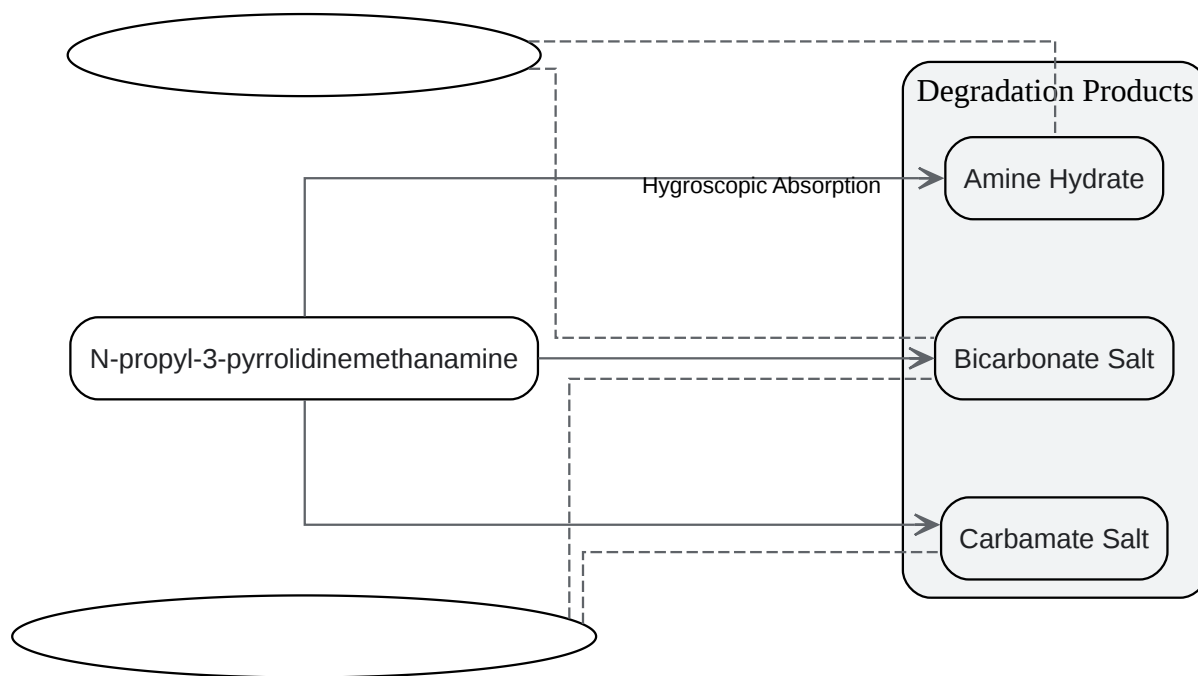 Degradation Products
Amine Hydrate
Hygroscopic Absorption
N-propyl-3-pyrrolidinemethanamine
Bicarbonate Salt
Carbamate Salt